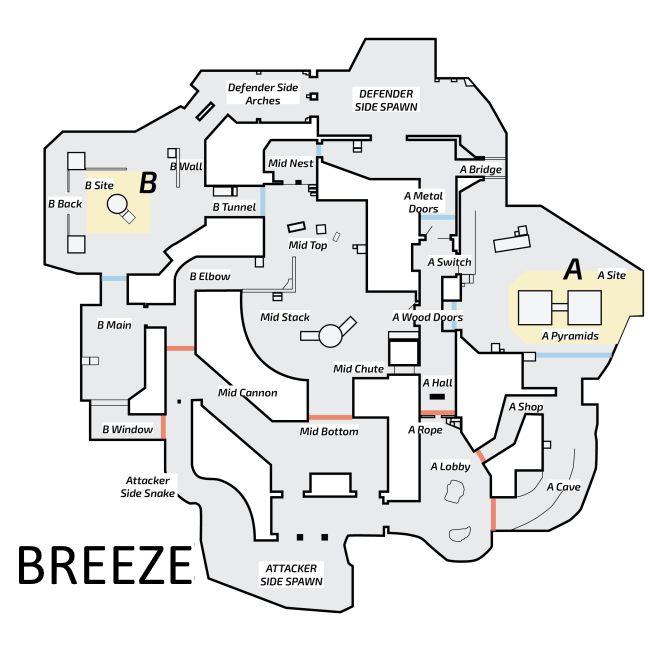 Defender Side
Arches
DEFENDER
SIDE SPAWN
B Wall
Mid Nest
A Bridge
B Site
B
B Back
B Tunnel
A Metal
Doors
Mid Top
A Switch
B Elbow
A
A Site
B Main
Mid Stack
A Wood Doors
A Pyramids
Mid Chute
A Hall
Mid Cannon
A Shop
B Window
Mid Bottom
A Rope
A Lobby
Attacker
Side Snake
A Cave
BREEZE
ATTACKER
SIDE SPAWN